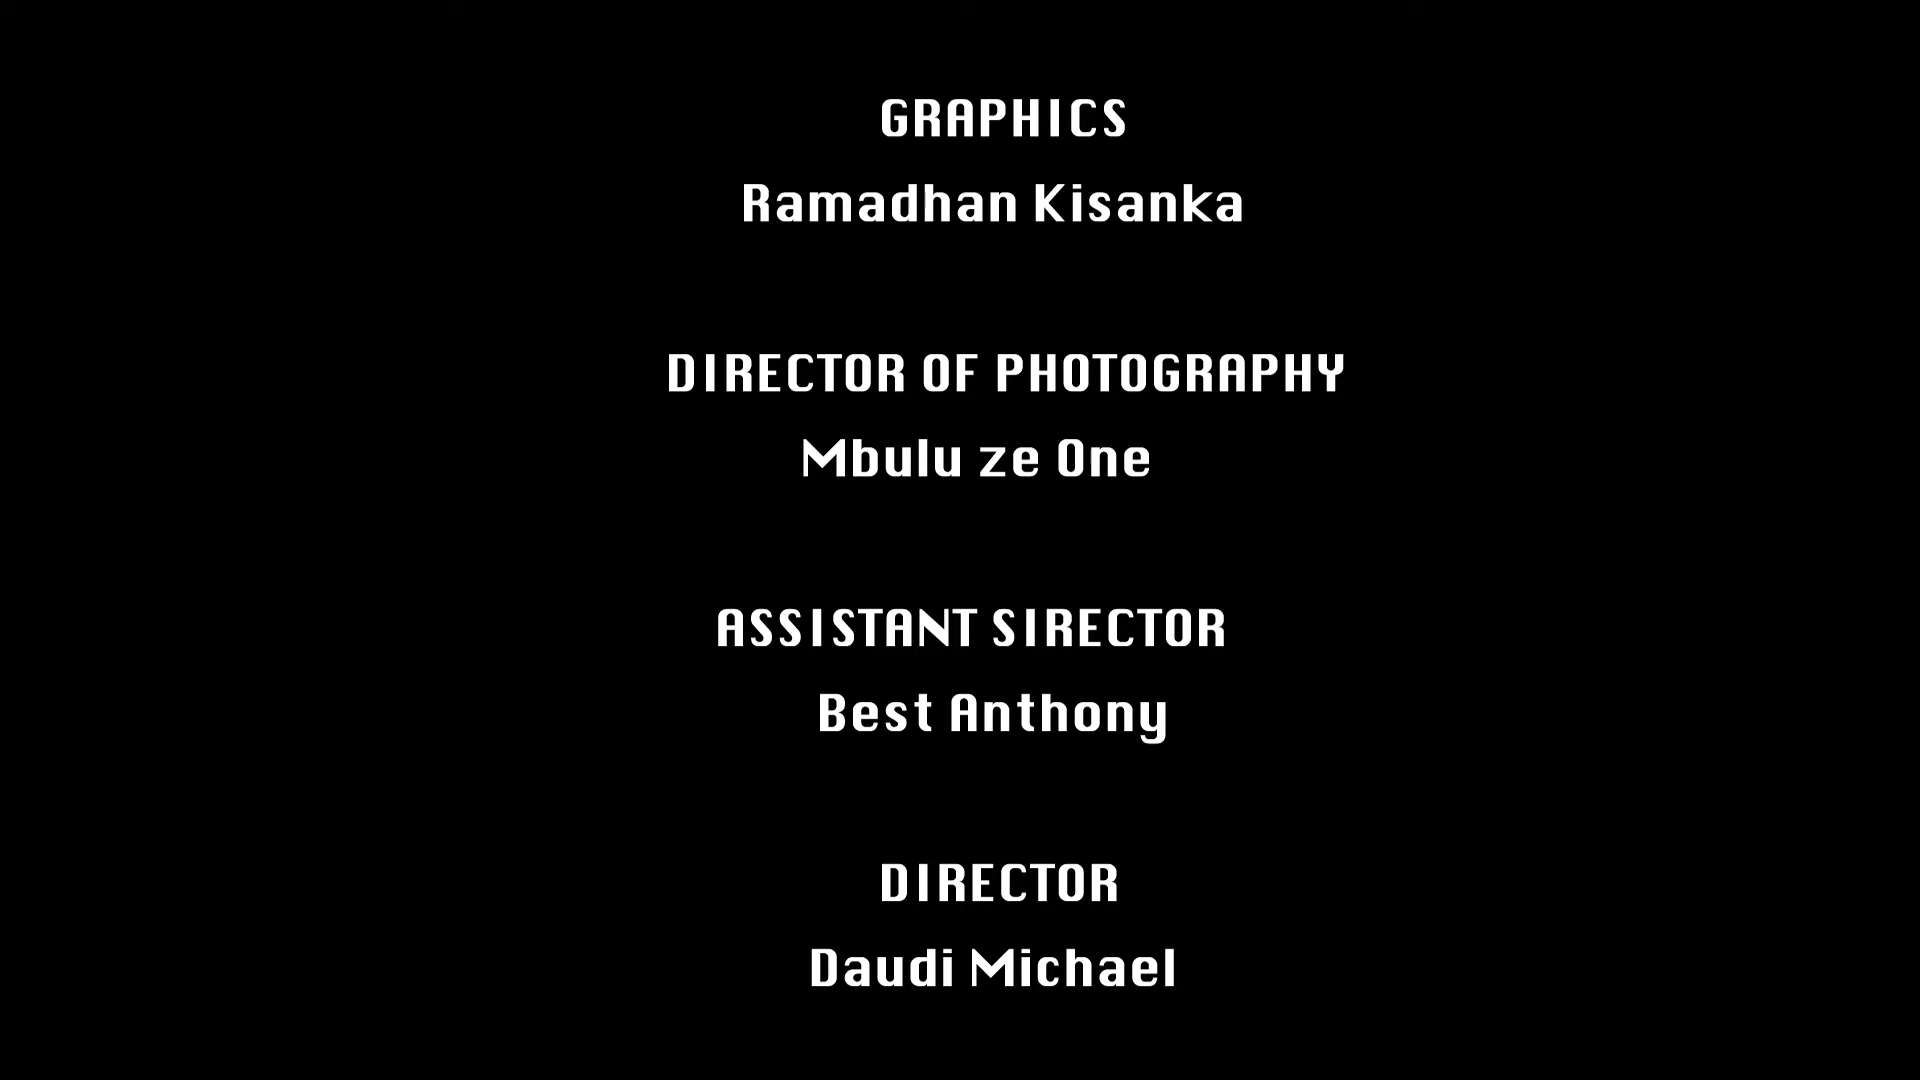 GRAPHICS
Ramadhan Kisanka
DIRECTOR OF PHOTOGRAPHY
Mbulu ze One
ASSISTANT SIRECTOR
Best Anthony
DIRECTOR
Daudi Michael